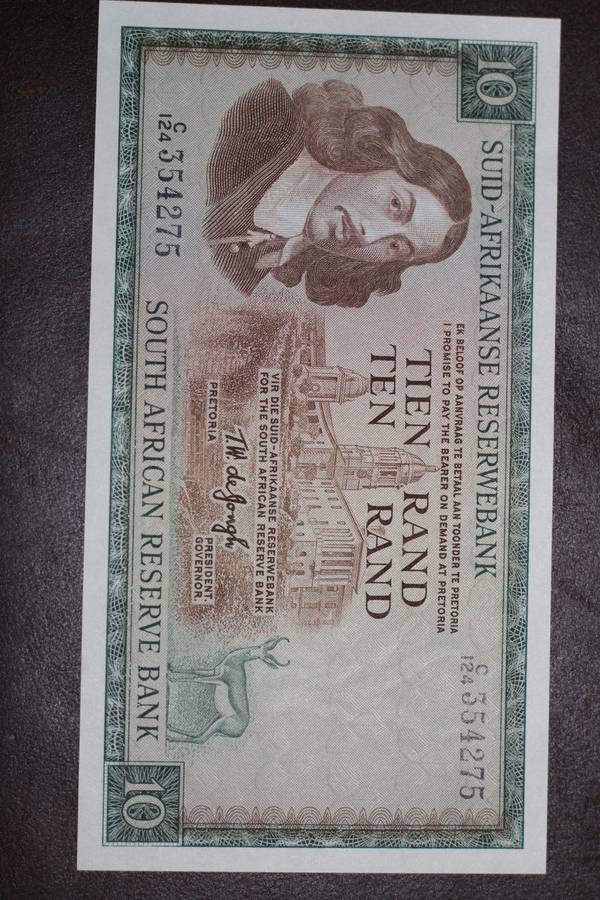 10
SUID-AFRIKAANSE RESERWEBANK
EK BELOOF OP AANVRAAG TE BETAAL AAN TOONDER TE PRETORIA
I PROMISE TO PAY THE BEARER ON DEMAND AT PRETORIA
C
124 354275
TIEN RAND
TEN RAND
VIR DIE SUID-AFRIKAANSE RESERWEBANK
FOR THE SOUTH AFRICAN RESERVE BANK
T.W. de Jongh
PRETORIA
PRESIDENT.
GOVERNOR.
C
124 354275
SOUTH AFRICAN RESERVE BANK
10